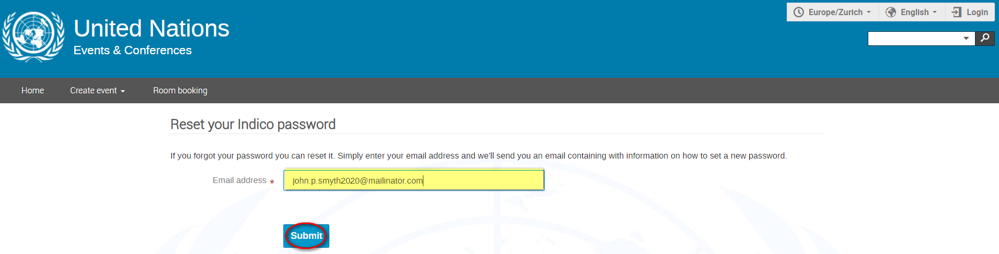 United Nations
Events & Conferences
Europe/Zurich
English
Login
Home
Create event
Room booking
Reset your Indico password
If you forgot your password you can reset it. Simply enter your email address and we'll send you an email containing with information on how to set a new password.
Email address *
john.p.smyth2020@mailinator.com
Submit